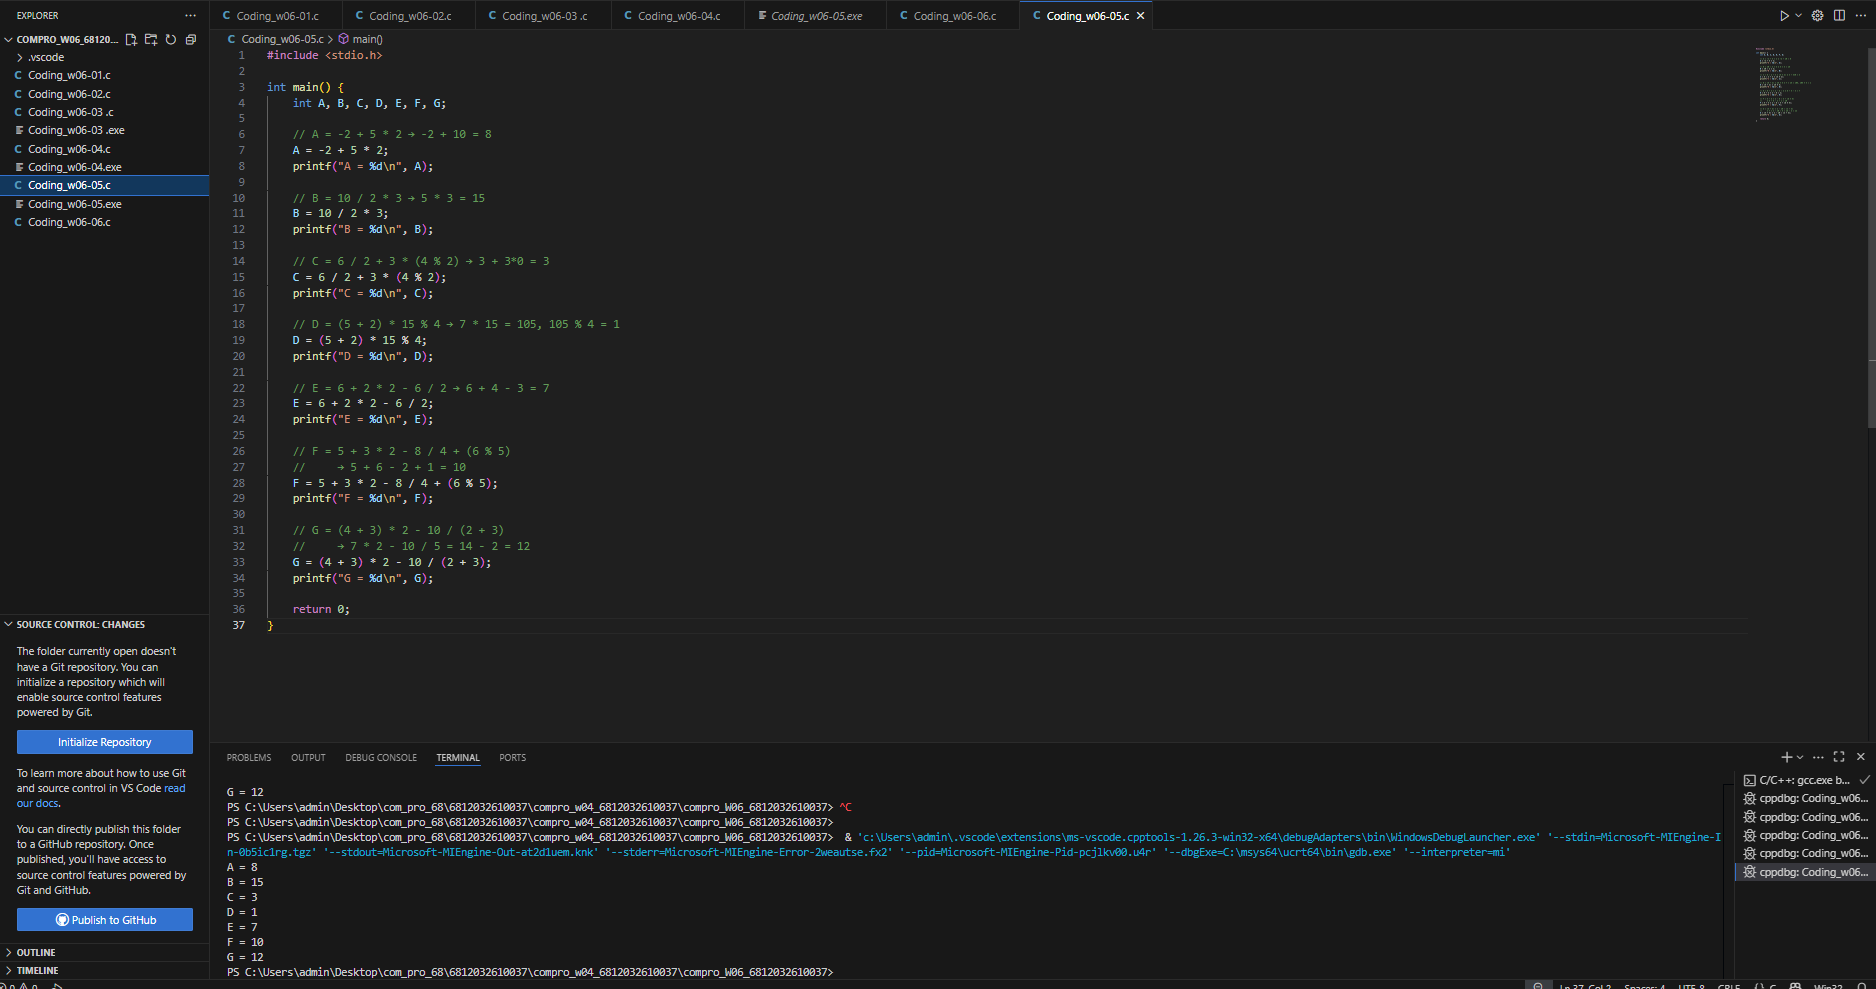 EXPLORER
COMPRO_W06_68120...
.vscode
Coding_w06-01.c
Coding_w06-02.c
Coding_w06-03 .c
Coding_w06-03 .exe
Coding_w06-04.c
Coding_w06-04.exe
Coding_w06-05.c
Coding_w06-05.exe
Coding_w06-06.c
SOURCE CONTROL: CHANGES
The folder currently open doesn't
have a Git repository. You can
initialize a repository which will
enable source control features
powered by Git.
Initialize Repository
To learn more about how to use Git
and source control in VS Code read
our docs.
You can directly publish this folder
to a GitHub repository. Once
published, you'll have access to
source control features powered by
Git and GitHub.
Publish to GitHub
OUTLINE
TIMELINE
Coding_w06-01.c Coding_w06-02.c Coding_w06-03 .c Coding_w06-04.c Coding_w06-05.exe Coding_w06-06.c Coding_w06-05.c
Coding_w06-05.c > main()
1 #include <stdio.h>
2
3 int main() {
4 int A, B, C, D, E, F, G;
5
6 // A = -2 + 5 * 2 → -2 + 10 = 8
7 A = -2 + 5 * 2;
8 printf("A = %d\n", A);
9
10 // B = 10 / 2 * 3 → 5 * 3 = 15
11 B = 10 / 2 * 3;
12 printf("B = %d\n", B);
13
14 // C = 6 / 2 + 3 * (4 % 2) → 3 + 3*0 = 3
15 C = 6 / 2 + 3 * (4 % 2);
16 printf("C = %d\n", C);
17
18 // D = (5 + 2) * 15 % 4 → 7 * 15 = 105, 105 % 4 = 1
19 D = (5 + 2) * 15 % 4;
20 printf("D = %d\n", D);
21
22 // E = 6 + 2 * 2 - 6 / 2 → 6 + 4 - 3 = 7
23 E = 6 + 2 * 2 - 6 / 2;
24 printf("E = %d\n", E);
25
26 // F = 5 + 3 * 2 - 8 / 4 + (6 % 5)
27 // → 5 + 6 - 2 + 1 = 10
28 F = 5 + 3 * 2 - 8 / 4 + (6 % 5);
29 printf("F = %d\n", F);
30
31 // G = (4 + 3) * 2 - 10 / (2 + 3)
32 // → 7 * 2 - 10 / 5 = 14 - 2 = 12
33 G = (4 + 3) * 2 - 10 / (2 + 3);
34 printf("G = %d\n", G);
35
36 return 0;
37 }
PROBLEMS OUTPUT DEBUG CONSOLE TERMINAL PORTS
G = 12
PS C:\Users\admin\Desktop\com_pro_68\6812032610037\compro_w04_6812032610037\compro_W06_6812032610037> ^C
PS C:\Users\admin\Desktop\com_pro_68\6812032610037\compro_w04_6812032610037\compro_W06_6812032610037>
PS C:\Users\admin\Desktop\com_pro_68\6812032610037\compro_w04_6812032610037\compro_W06_6812032610037> & 'c:\Users\admin\.vscode\extensions\ms-vscode.cpptools-1.26.3-win32-x64\debugAdapters\bin\WindowsDebugLauncher.exe' '--stdin=Microsoft-MIEngine-I
n-0b5ic1rg.tgz' '--stdout=Microsoft-MIEngine-Out-at2d1uem.knk' '--stderr=Microsoft-MIEngine-Error-2weautse.fx2' '--pid=Microsoft-MIEngine-Pid-pcjlkv00.u4r' '--dbgExe=C:\msys64\ucrt64\bin\gdb.exe' '--interpreter=mi'
A = 8
B = 15
C = 3
D = 1
E = 7
F = 10
G = 12
PS C:\Users\admin\Desktop\com_pro_68\6812032610037\compro_w04_6812032610037\compro_W06_6812032610037>
C/C++: gcc.exe b...
cppdbg: Coding_w06...
cppdbg: Coding_w06...
cppdbg: Coding_w06...
cppdbg: Coding_w06...
cppdbg: Coding_w06...
Ln 37, Col 2 Spaces: 4 UTF-8 CRLF {} C Win32